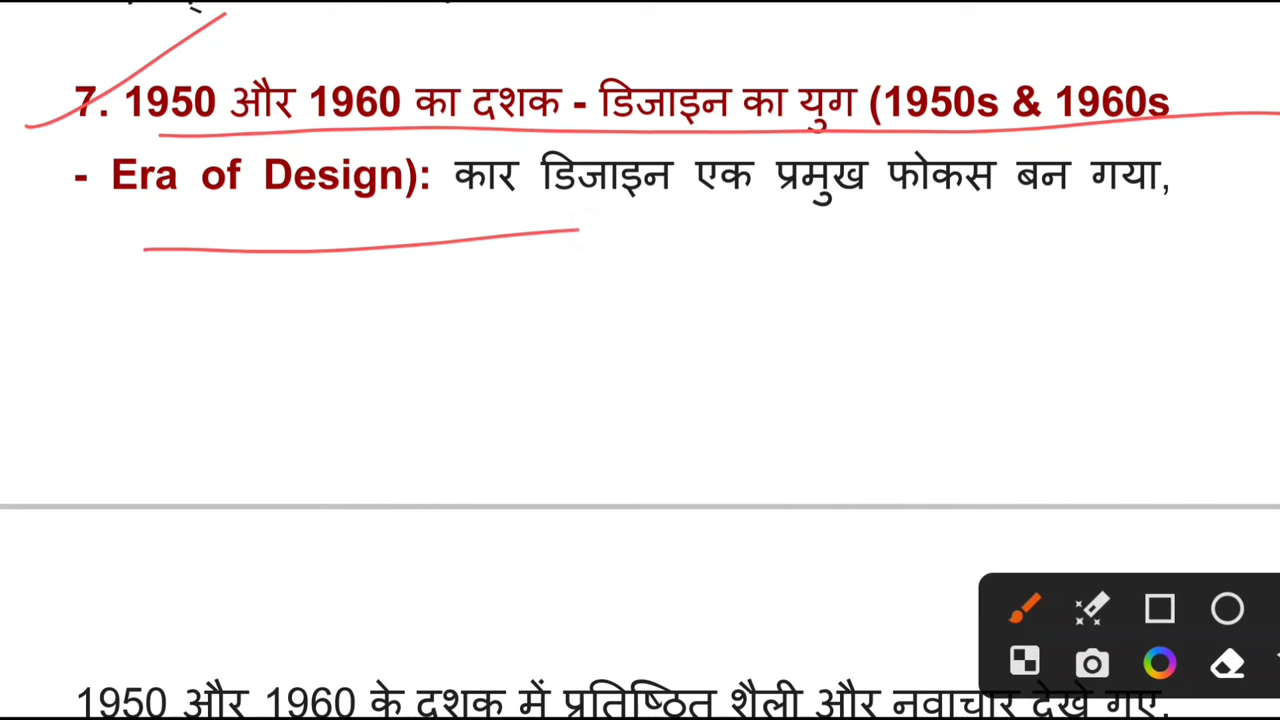 7. 1950 और 1960 का दशक - डिजाइन का युग (1950s & 1960s
- Era of Design): कार डिजाइन एक प्रमुख फोकस बन गया,
1950 और 1960 के दशक में प्रतिष्ठित शैली और नवाचार देखे गए,